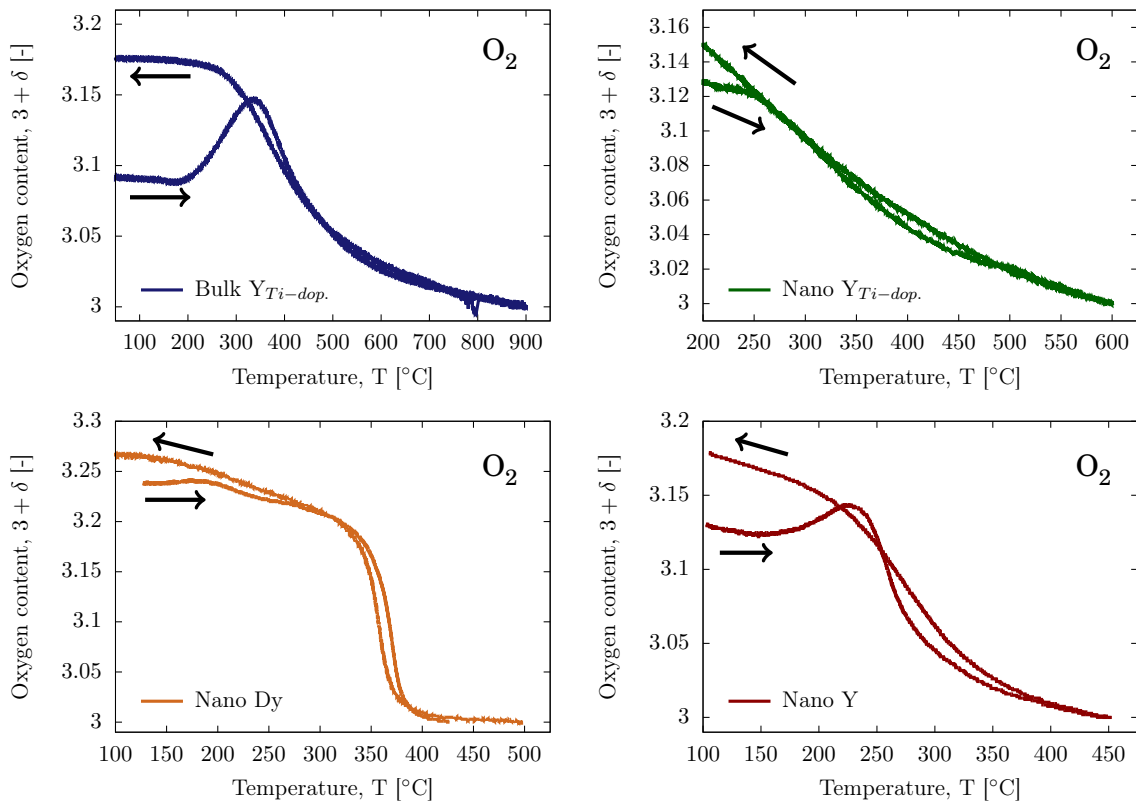 3.2
3.15
3.1
3.05
3
Oxygen content, 3 + δ [-]
O₂
Bulk Y_{Ti−dop.}
100 200 300 400 500 600 700 800 900
Temperature, T [°C]
3.14
3.16
3.12
3.1
3.08
3.06
3.04
3.02
3
Oxygen content, 3 + δ [-]
O₂
Nano Y_{Ti−dop.}
200 250 300 350 400 450 500 550 600
Temperature, T [°C]
3.3
3.25
3.2
3.15
3.1
3.05
3
Oxygen content, 3 + δ [-]
O₂
Nano Dy
100 150 200 250 300 350 400 450 500
Temperature, T [°C]
3.2
3.15
3.1
3.05
3
Oxygen content, 3 + δ [-]
O₂
Nano Y
100 150 200 250 300 350 400 450
Temperature, T [°C]